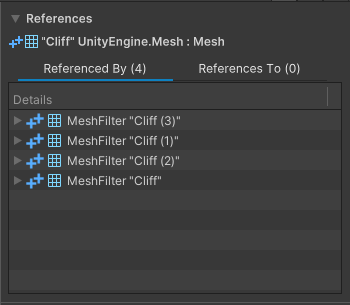 References
"Cliff" UnityEngine.Mesh : Mesh
Referenced By (4) References To (0)
Details
MeshFilter "Cliff (3)"
MeshFilter "Cliff (1)"
MeshFilter "Cliff (2)"
MeshFilter "Cliff"